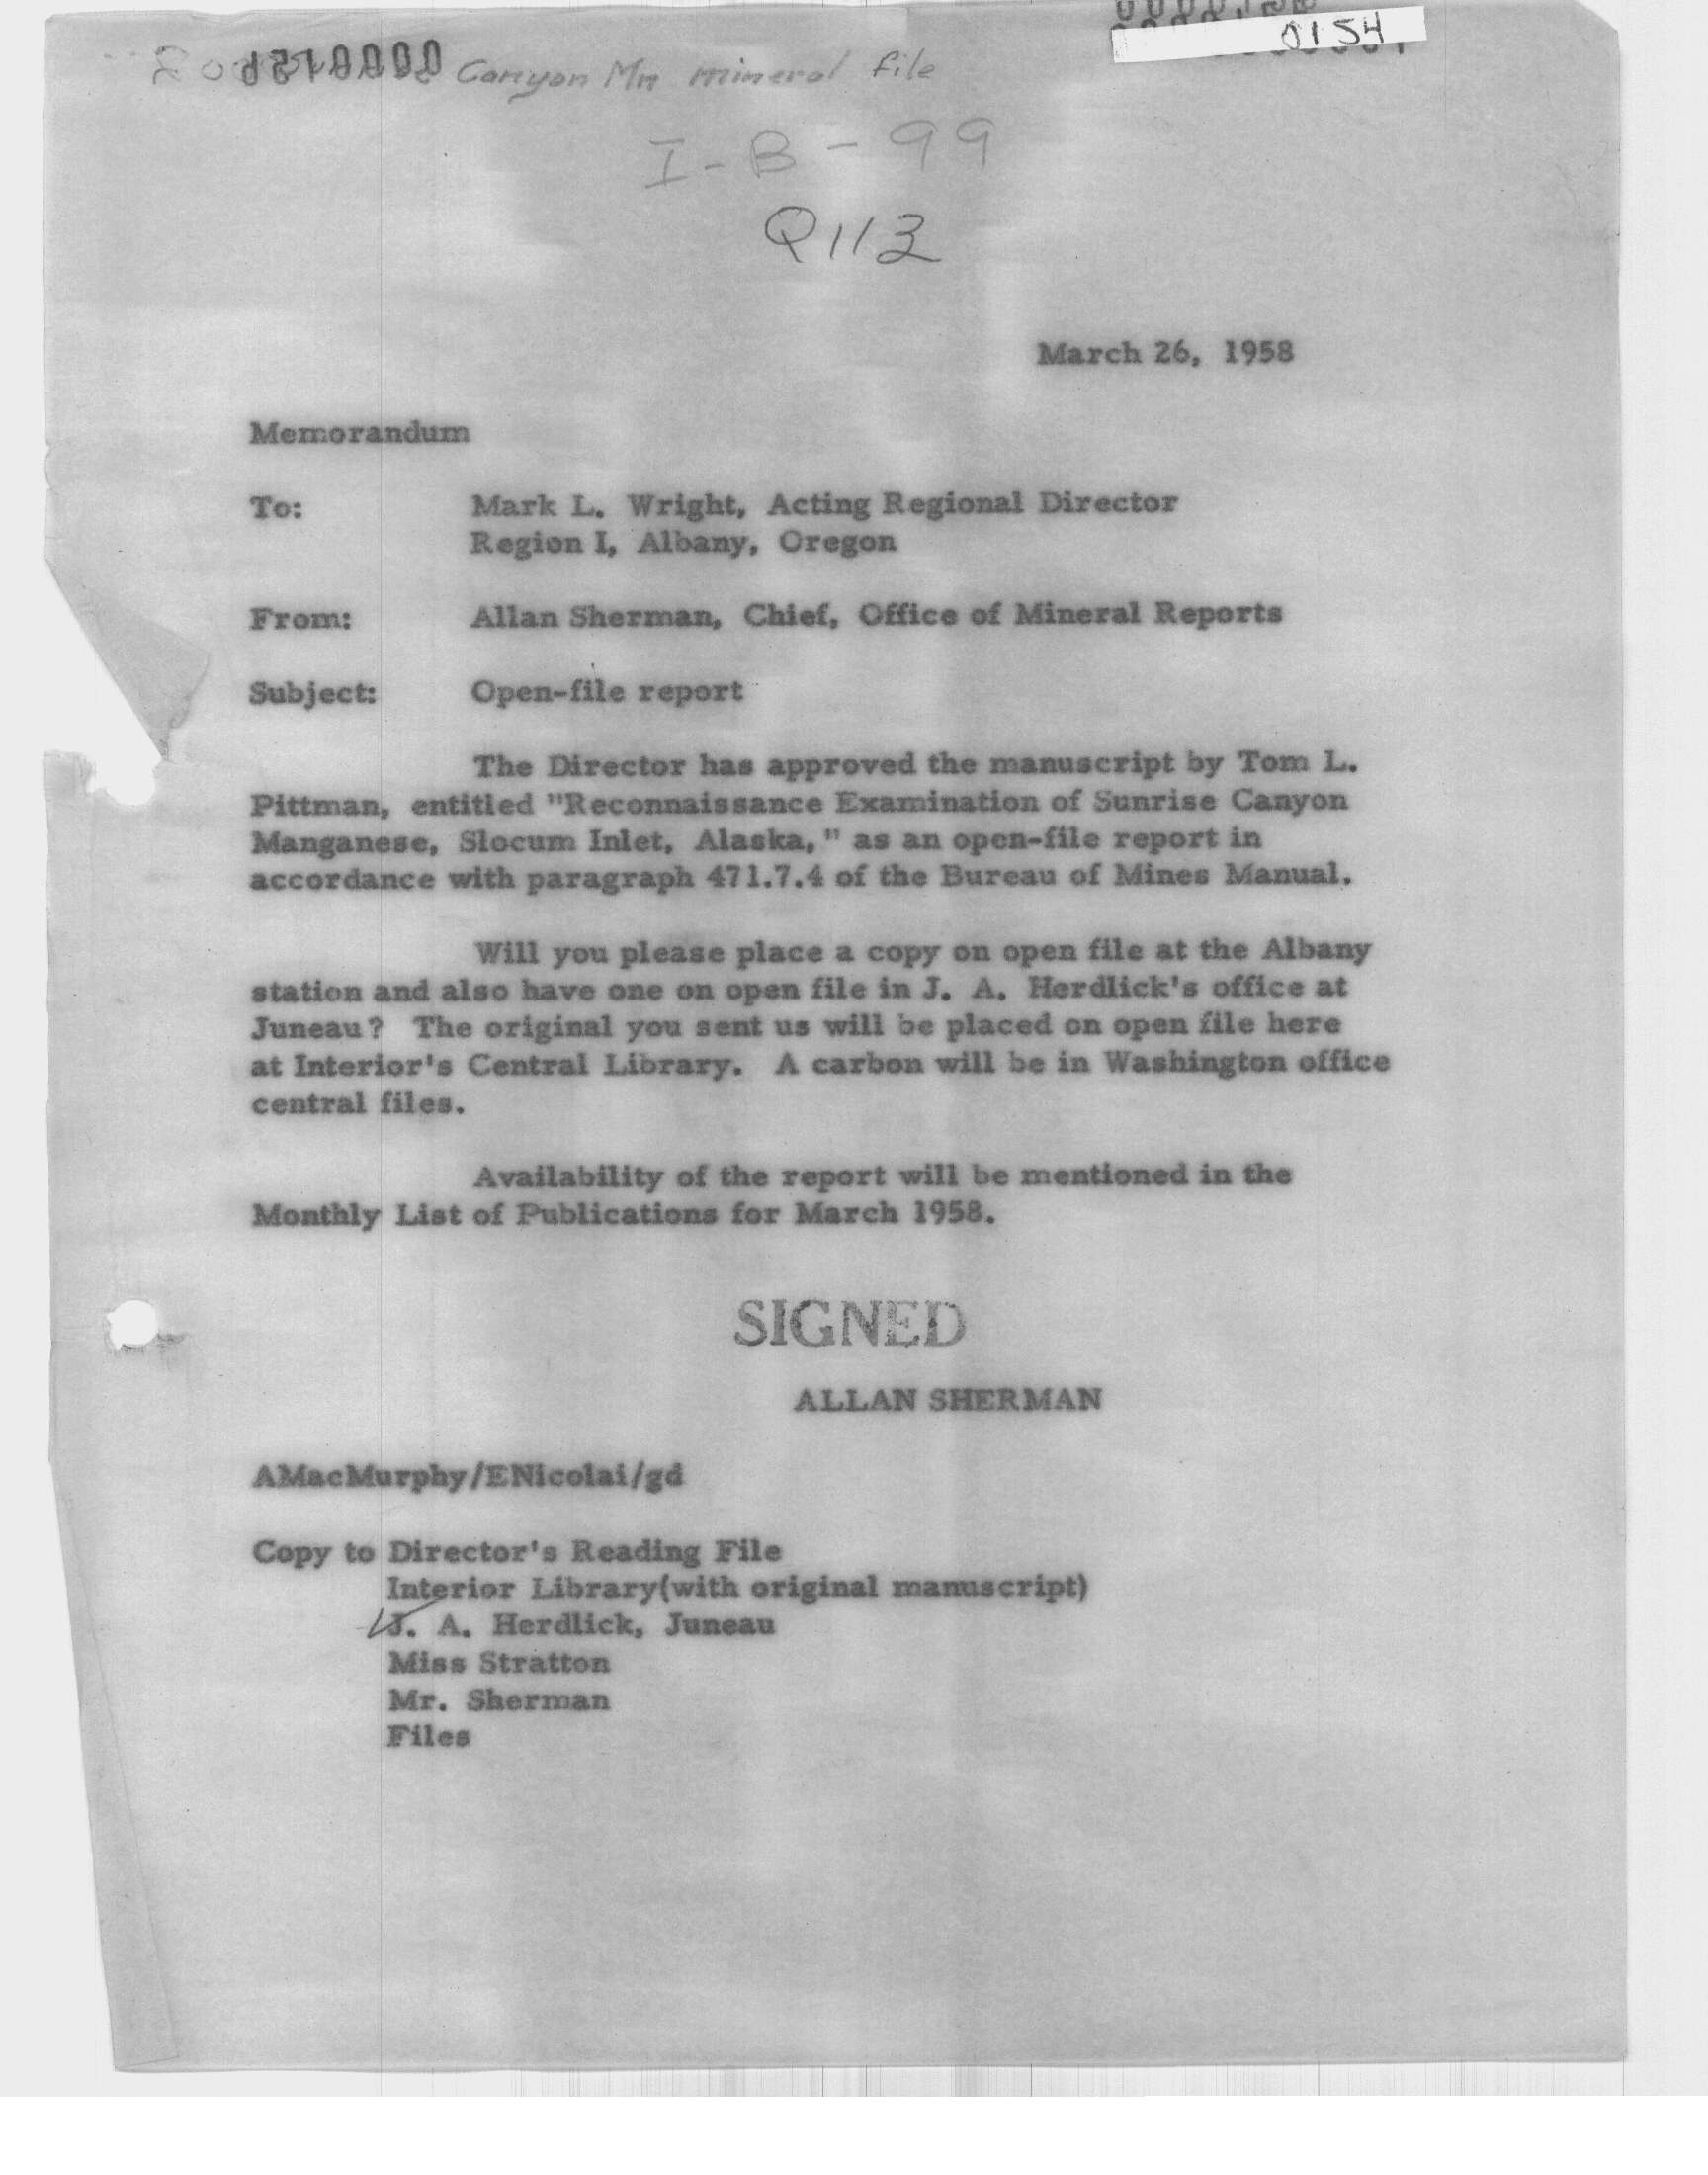 0154
Canyon Mn mineral file
I-B-99
Q113
March 26, 1958
Memorandum
To: Mark L. Wright, Acting Regional Director
Region I, Albany, Oregon
From: Allan Sherman, Chief, Office of Mineral Reports
Subject: Open-file report
The Director has approved the manuscript by Tom L.
Pittman, entitled "Reconnaissance Examination of Sunrise Canyon
Manganese, Slocum Inlet, Alaska," as an open-file report in
accordance with paragraph 471.7.4 of the Bureau of Mines Manual.
Will you please place a copy on open file at the Albany
station and also have one on open file in J. A. Herdlick's office at
Juneau? The original you sent us will be placed on open file here
at Interior's Central Library. A carbon will be in Washington office
central files.
Availability of the report will be mentioned in the
Monthly List of Publications for March 1958.
SIGNED
ALLAN SHERMAN
AMacMurphy/ENicolai/gd
Copy to Director's Reading File
Interior Library(with original manuscript)
J. A. Herdlick, Juneau
Miss Stratton
Mr. Sherman
Files